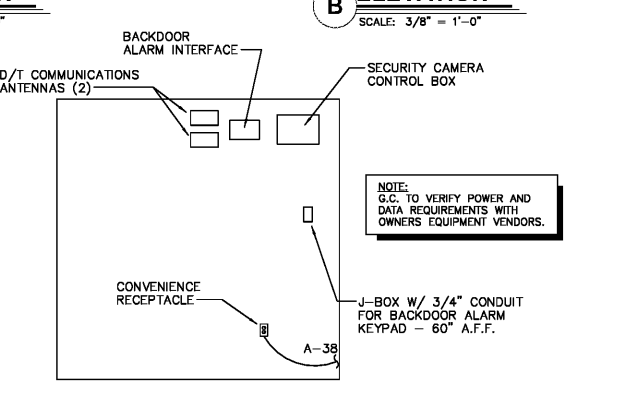 B
SCALE: 3/8" = 1'-0"
BACKDOOR
ALARM INTERFACE
D/T COMMUNICATIONS
ANTENNAS (2)
SECURITY CAMERA
CONTROL BOX
NOTE:
G.C. TO VERIFY POWER AND
DATA REQUIREMENTS WITH
OWNERS EQUIPMENT VENDORS.
CONVENIENCE
RECEPTACLE
J-BOX W/ 3/4" CONDUIT
FOR BACKDOOR ALARM
KEYPAD - 60" A.F.F.
A-38